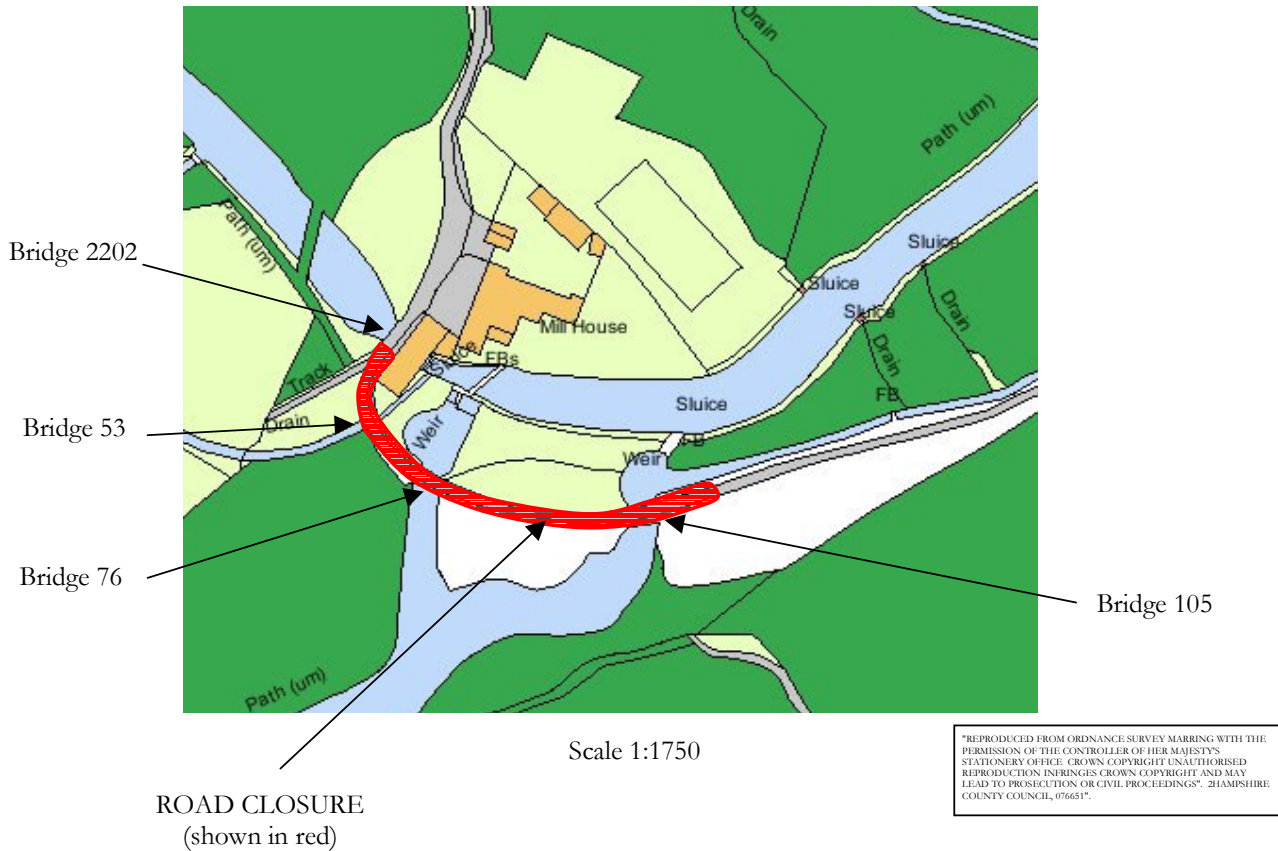 Drain
Path (um)
Path (um)
Bridge 2202
Sluice
Sluice
Sluice
Drain
Mill House
Sluice
FBs
Drain
Track
FB
Sluice
Bridge 53
Drain
Weir
FB
Weir
Bridge 76
Bridge 105
Path (um)
Scale 1:1750
"REPRODUCED FROM ORDNANCE SURVEY MARRING WITH THE
PERMISSION OF THE CONTROLLER OF HER MAJESTY'S
STATIONERY OFFICE CROWN COPYRIGHT UNAUTHORISED
REPRODUCTION INFRINGES CROWN COPYRIGHT AND MAY
LEAD TO PROSECUTION OR CIVIL PROCEEDINGS". 2HAMPSHIRE
COUNTY COUNCIL, 076651".
ROAD CLOSURE
(shown in red)